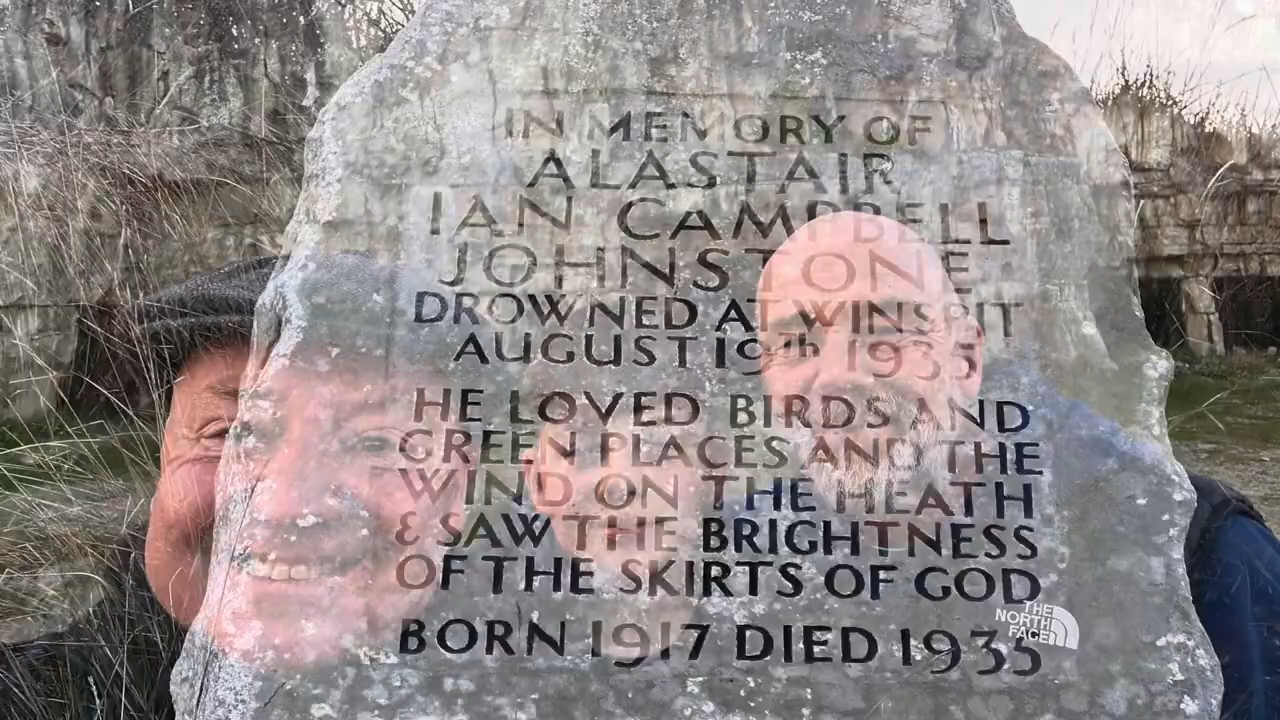 IN MEMORY OF
ALASTAIR
IAN CAMPBELL
JOHNSTONE
DROWNED AT WINSPIT
AUGUST 19th 1935
HE LOVED BIRDS AND
GREEN PLACES AND THE
WIND ON THE HEATH
& SAW THE BRIGHTNESS
OF THE SKIRTS OF GOD
BORN 1917 DIED 1935
THE
NORTH
FACE